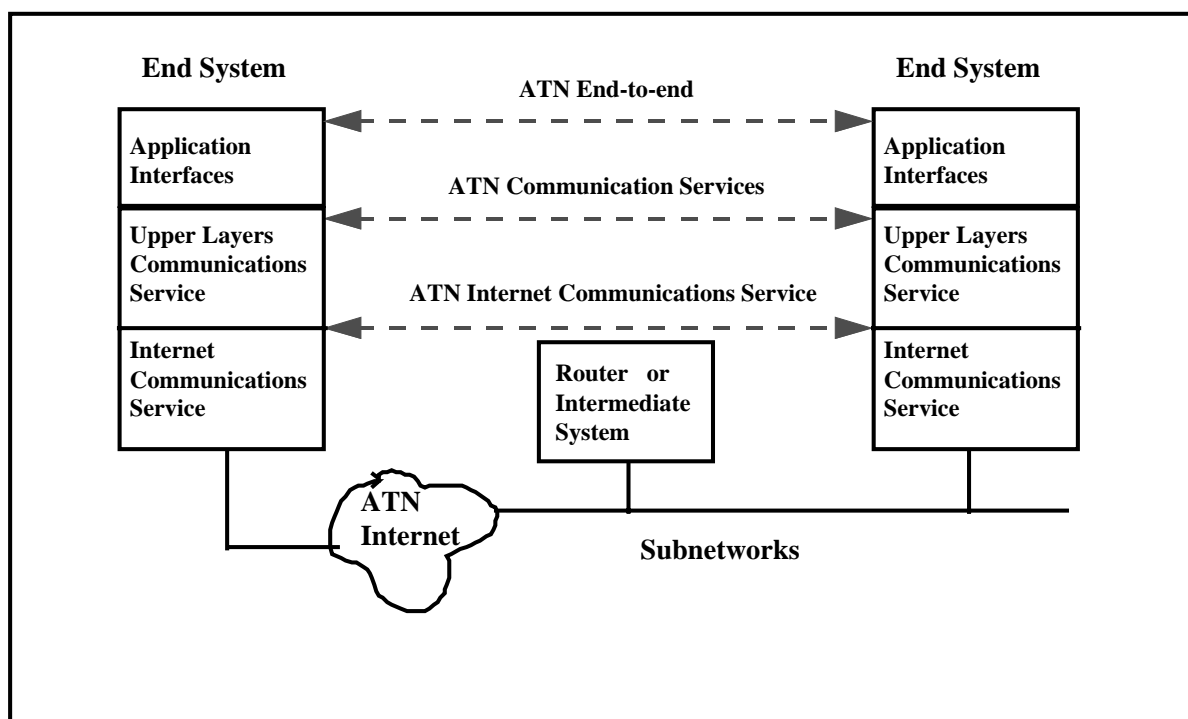 End System
End System
ATN End-to-end
Application
Interfaces
Application
Interfaces
ATN Communication Services
Upper Layers
Communications
Service
Upper Layers
Communications
Service
ATN Internet Communications Service
Internet
Communications
Service
Router or
Intermediate
System
Internet
Communications
Service
ATN
Internet
Subnetworks